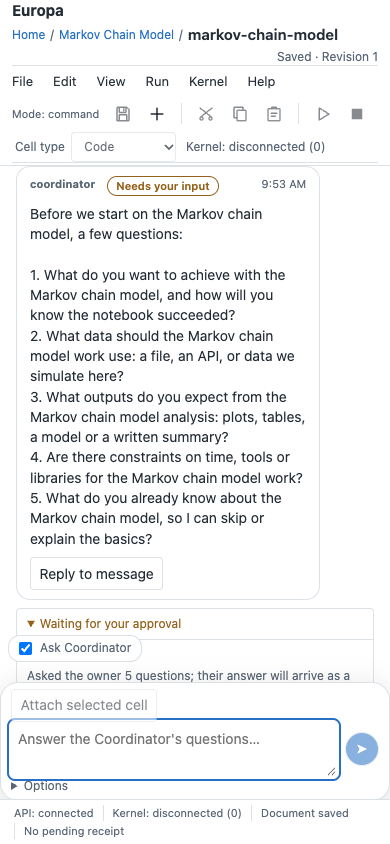 Europa
Home / Markov Chain Model / markov-chain-model
Saved · Revision 1
File Edit View Run Kernel Help
Mode: command
Cell type Code Kernel: disconnected (0)
coordinator Needs your input 9:53 AM
Before we start on the Markov chain
model, a few questions:
1. What do you want to achieve with the
Markov chain model, and how will you
know the notebook succeeded?
2. What data should the Markov chain
model work use: a file, an API, or data we
simulate here?
3. What outputs do you expect from the
Markov chain model analysis: plots, tables,
a model or a written summary?
4. Are there constraints on time, tools or
libraries for the Markov chain model work?
5. What do you already know about the
Markov chain model, so I can skip or
explain the basics?
Reply to message
Waiting for your approval
Ask Coordinator
Asked the owner 5 questions; their answer will arrive as a
Attach selected cell
Answer the Coordinator's questions...
Options
API: connected Kernel: disconnected (0) Document saved
No pending receipt